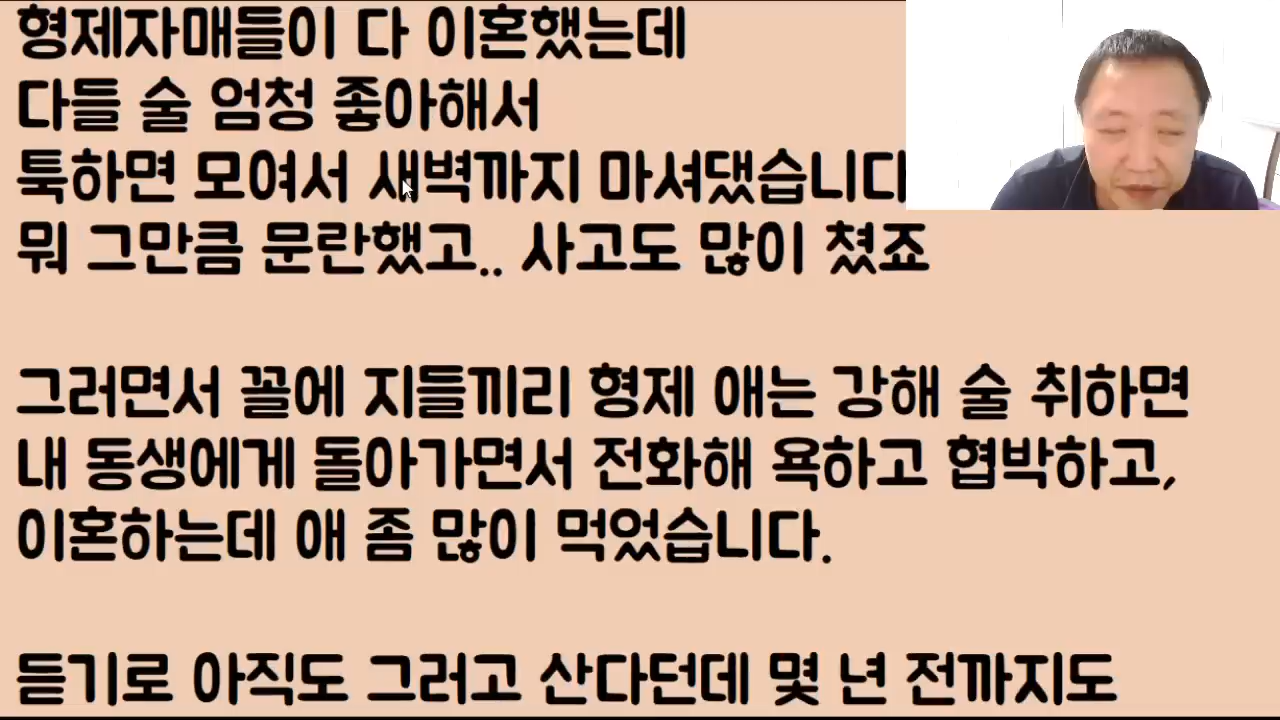 형제자매들이 다 이혼했는데
다들 술 엄청 좋아해서
툭하면 모여서 새벽까지 마셔댔습니다
뭐 그만큼 문란했고.. 사고도 많이 쳤죠
그러면서 꼴에 지들끼리 형제 애는 강해 술 취하면
내 동생에게 돌아가면서 전화해 욕하고 협박하고,
이혼하는데 애 좀 많이 먹었습니다.
듣기로 아직도 그러고 산다던데 몇 년 전까지도